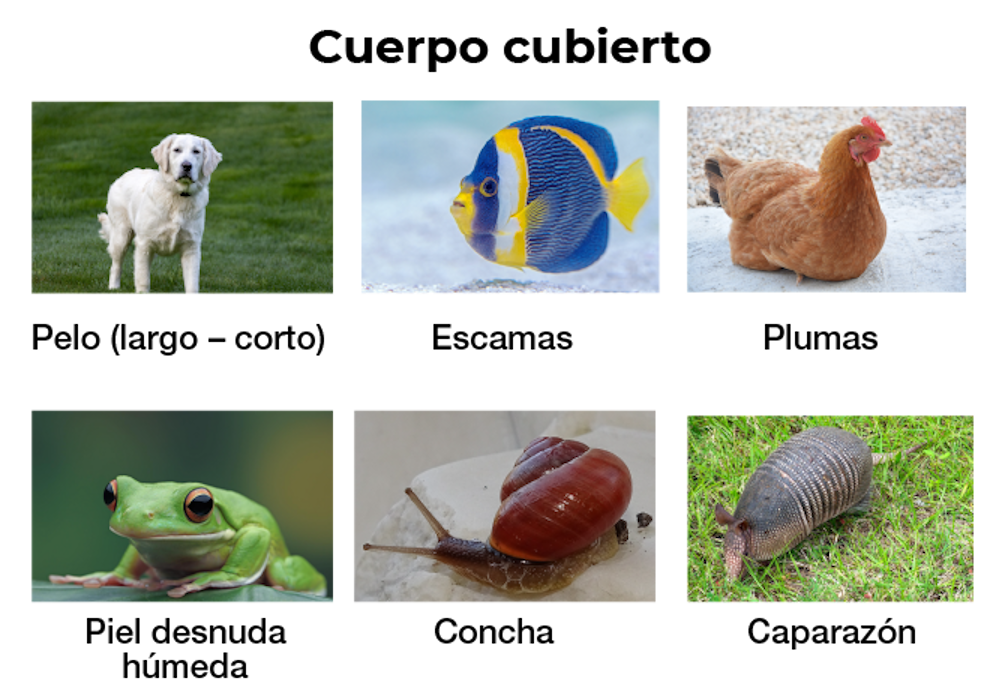 Cuerpo cubierto
Pelo (largo – corto)
Escamas
Plumas
Piel desnuda
húmeda
Concha
Caparazón